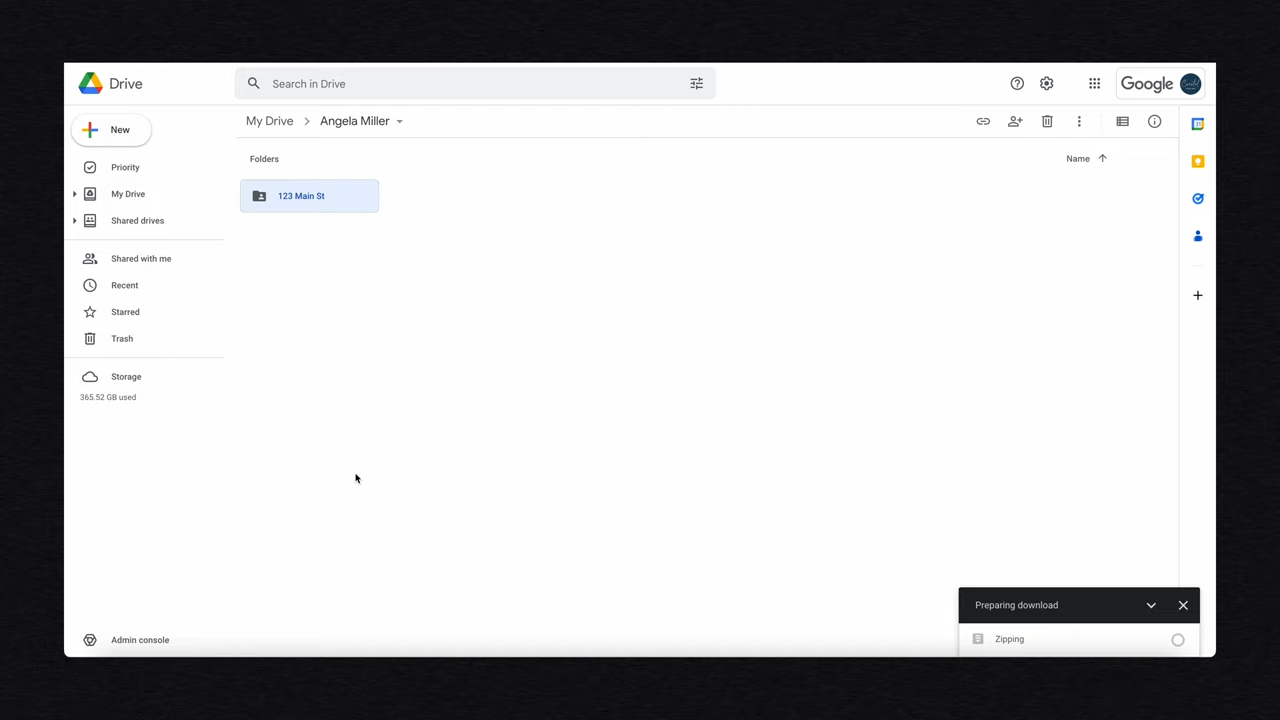 Drive
Search in Drive
Google
New
My Drive
Angela Miller
Folders
Name
123 Main St
Priority
My Drive
Shared drives
Shared with me
Recent
Starred
Trash
Storage
365.52 GB used
Admin console
Preparing download
Zipping